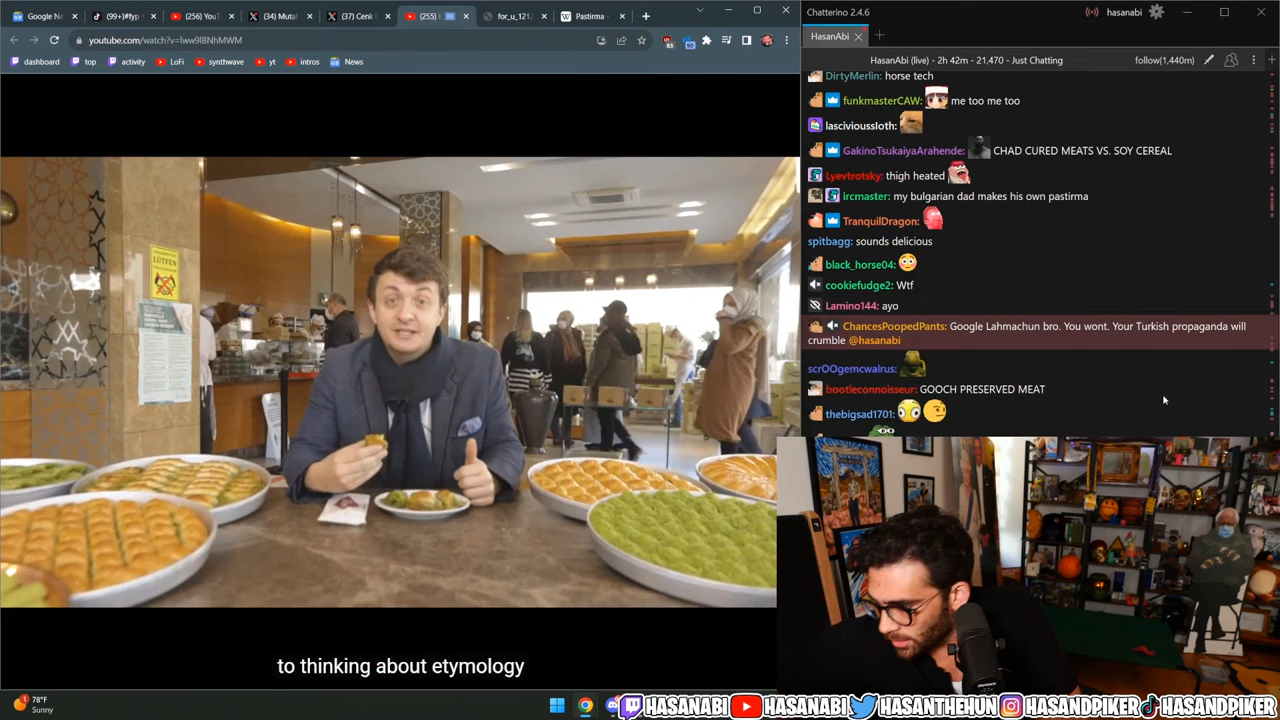 Google Ne
(99+) #fyp
(256) YouT
(34) Mutal
(37) Cenk
(255)
for_u_121
Pastirma -
youtube.com/watch?v=lww9lBNhMWM
83
90
dashboard
top
activity
LoFi
synthwave
yt
intros
News
LÜTFEN
to thinking about etymology
78°F
Sunny
Chatterino 2.4.6
hasanabi
HasanAbi
HasanAbi (live) - 2h 42m - 21,470 - Just Chatting
follow(1,440m)
DirtyMerlin: horse tech
funkmasterCAW: me too me too
lascivioussloth:
GakinoTsukaiyaArahende: CHAD CURED MEATS VS. SOY CEREAL
Lyevtrotsky: thigh heated
ircmaster: my bulgarian dad makes his own pastirma
TranquilDragon:
spitbagg: sounds delicious
black_horse04:
cookiefudge2: Wtf
Lamino144: ayo
ChancesPoopedPants: Google Lahmachun bro. You wont. Your Turkish propaganda will
crumble @hasanabi
scrOOgemcwalrus:
bootieconnoisseur: GOOCH PRESERVED MEAT
thebigsad1701:
HASANABI
HASANABI
HASANTHEHUN
HASANDPIKER
HASANDPIKER